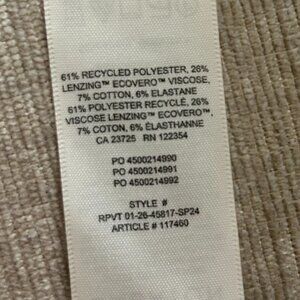 61% RECYCLED POLYESTER, 26%
LENZING™ ECOVERO™ VISCOSE,
7% COTTON, 6% ELASTANE
61% POLYESTER RECYCLÉ, 26%
VISCOSE LENZING™ ECOVERO™,
7% COTON, 6% ÉLASTHANNE
CA 23725 RN 122354
PO 4500214990
PO 4500214991
PO 4500214992
STYLE #
RPVT 01-26-45817-SP24
ARTICLE # 117460